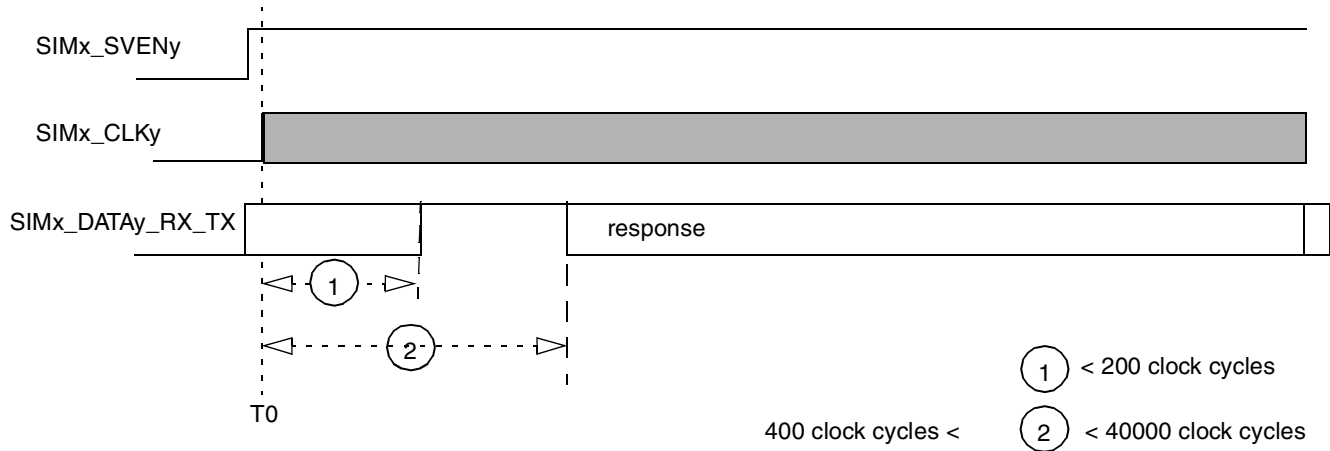 SIMx_SVENy
SIMx_CLKy
SIMx_DATAy_RX_TX
response
1
2
T0
1 < 200 clock cycles
400 clock cycles < 2 < 40000 clock cycles